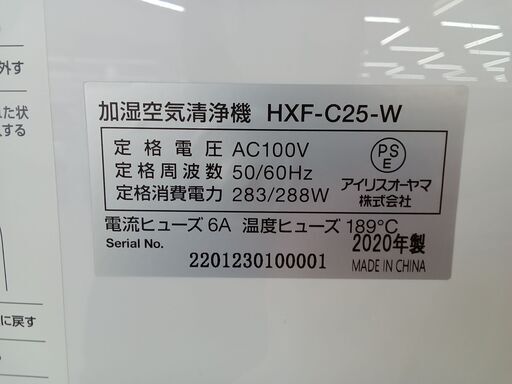 外す
れた状
する
に戻す
加湿空気清浄機 HXF-C25-W
定格電圧 AC100V
定格周波数 50/60Hz
定格消費電力 283/288W
PS
E
アイリスオーヤマ
株式会社
電流ヒューズ 6A 温度ヒューズ 189°C
Serial No.
2020年製
2201230100001
MADE IN CHINA